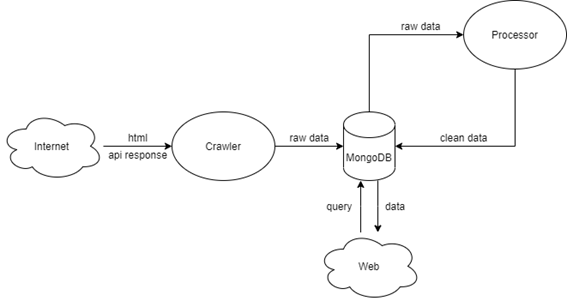 raw data
Processor
html
Internet
api response
Crawler
raw data
MongoDB
clean data
query
data
Web